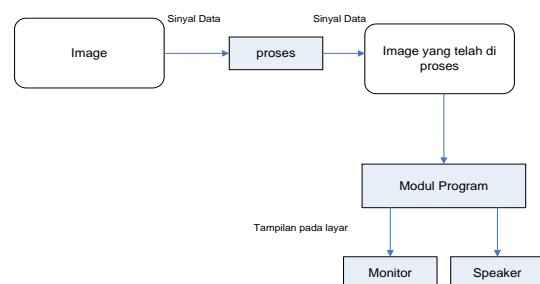 Sinyal Data
Sinyal Data
Image
proses
Image yang telah di
proses
Modul Program
Tampilan pada layar
Monitor
Speaker